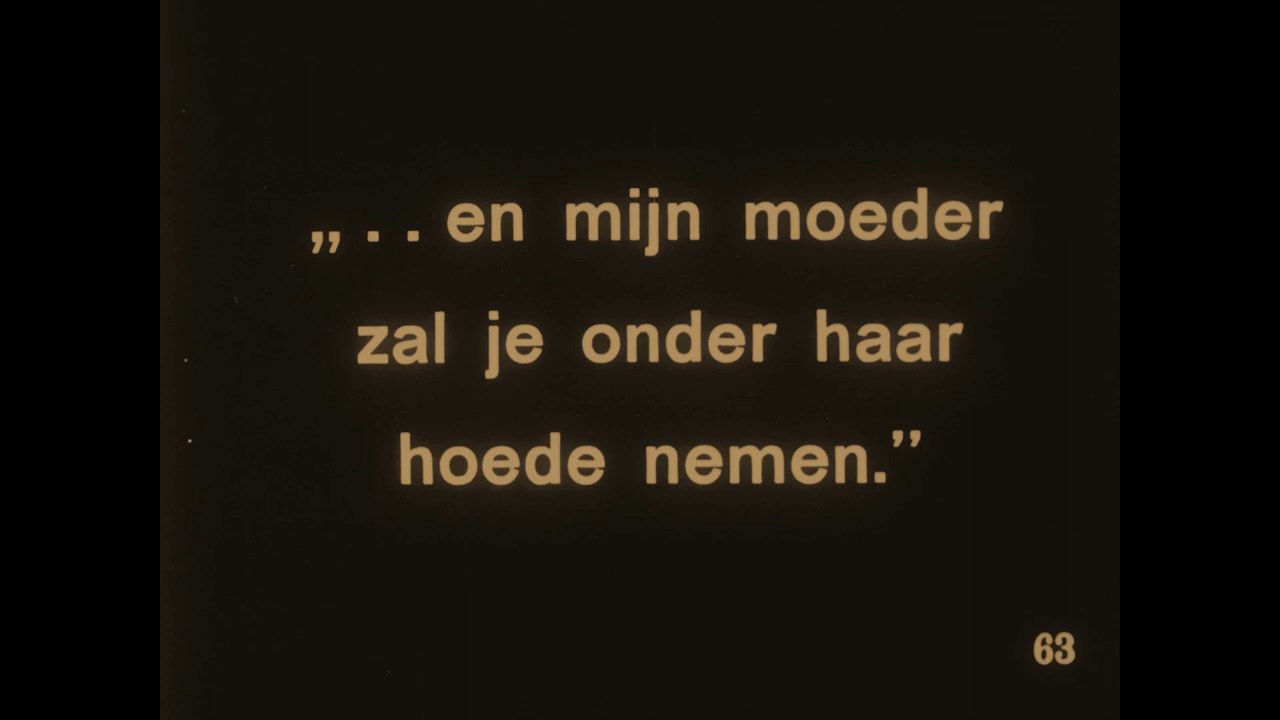 „ . . en mijn moeder
zal je onder haar
hoede nemen.”
63